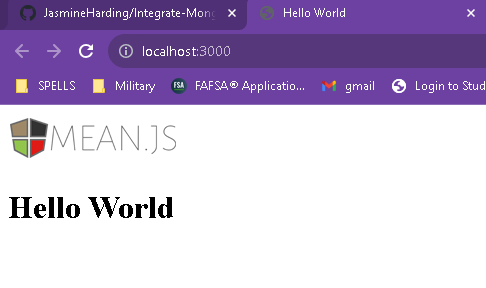 JasmineHarding/Integrate-Mong
Hello World
localhost:3000
SPELLS
Military
FSA
FAFSA® Applicatio...
gmail
Login to Stud
MEAN.JS
Hello World